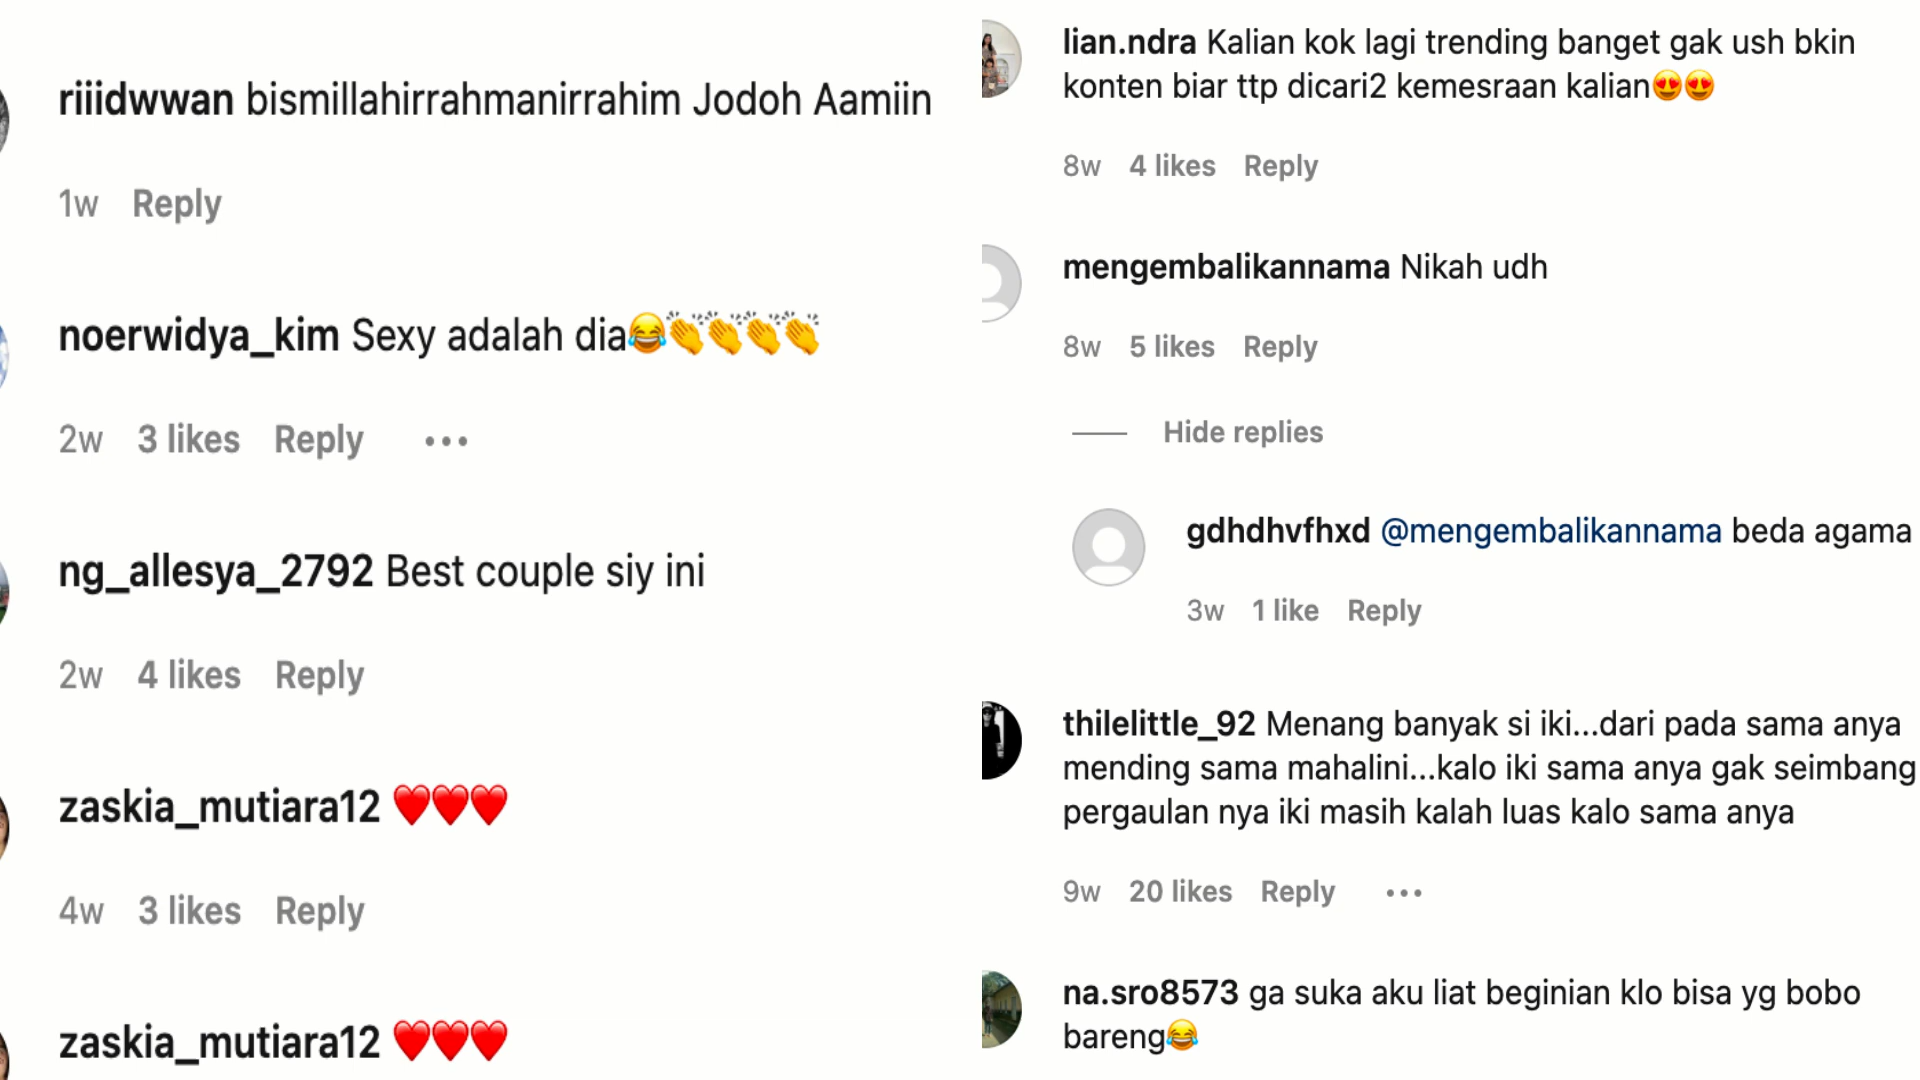 riiidwwan bismillahirrahmanirrahim Jodoh Aamiin
1w Reply
noerwidya_kim Sexy adalah dia😂👏👏👏👏
2w 3 likes Reply •••
ng_allesya_2792 Best couple siy ini
2w 4 likes Reply
zaskia_mutiara12 ❤️❤️❤️
4w 3 likes Reply
zaskia_mutiara12 ❤️❤️❤️
lian.ndra Kalian kok lagi trending banget gak ush bkin
konten biar ttp dicari2 kemesraan kalian😍😍
8w 4 likes Reply
mengembalikannama Nikah udh
8w 5 likes Reply
Hide replies
gdhdhvfhxd @mengembalikannama beda agama
3w 1 like Reply
thilelittle_92 Menang banyak si iki...dari pada sama anya
mending sama mahalini...kalo iki sama anya gak seimbang
pergaulan nya iki masih kalah luas kalo sama anya
9w 20 likes Reply •••
na.sro8573 ga suka aku liat beginian klo bisa yg bobo
bareng😂